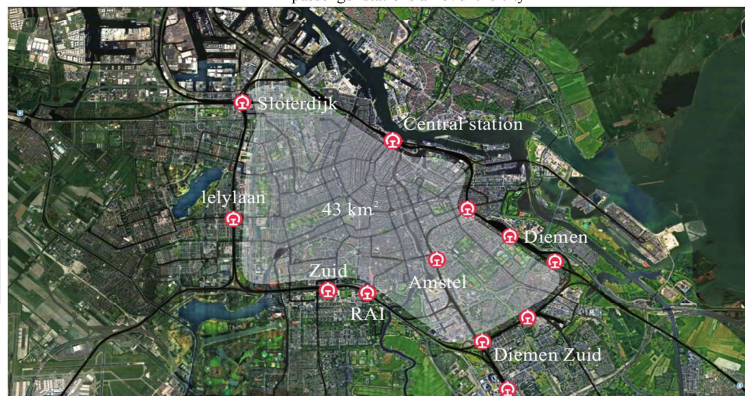 Sloterdijk
Central station
lelylaan
43 km²
Diemen
Zuid
Amstel
RAI
Diemen Zuid